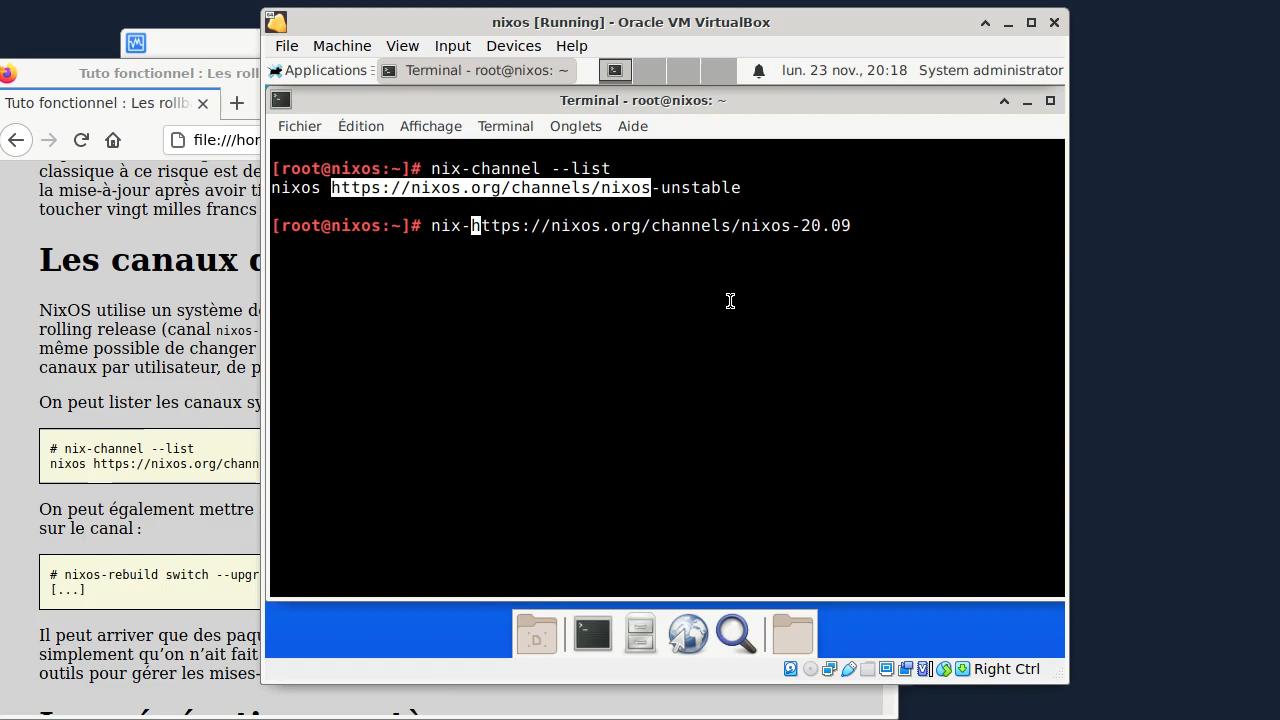 nixos [Running] - Oracle VM VirtualBox
File Machine View Input Devices Help
Applications Terminal - root@nixos: ~ lun. 23 nov., 20:18 System administrator
Tuto fonctionnel : Les roll
Tuto fonctionnel : Les rollb
file:///hor
Terminal - root@nixos: ~
Fichier Édition Affichage Terminal Onglets Aide
[root@nixos:~]# nix-channel --list
nixos https://nixos.org/channels/nixos-unstable
[root@nixos:~]# nix-https://nixos.org/channels/nixos-20.09
classique à ce risque est de
la mise-à-jour après avoir ti
toucher vingt milles francs
Les canaux d
NixOS utilise un système de
rolling release (canal nixos-
même possible de changer
canaux par utilisateur, de p
On peut lister les canaux sy
# nix-channel --list
nixos https://nixos.org/chann
On peut également mettre
sur le canal :
# nixos-rebuild switch --upgr
[...]
Il peut arriver que des paqu
simplement qu'on n'ait fait
outils pour gérer les mises-
Right Ctrl